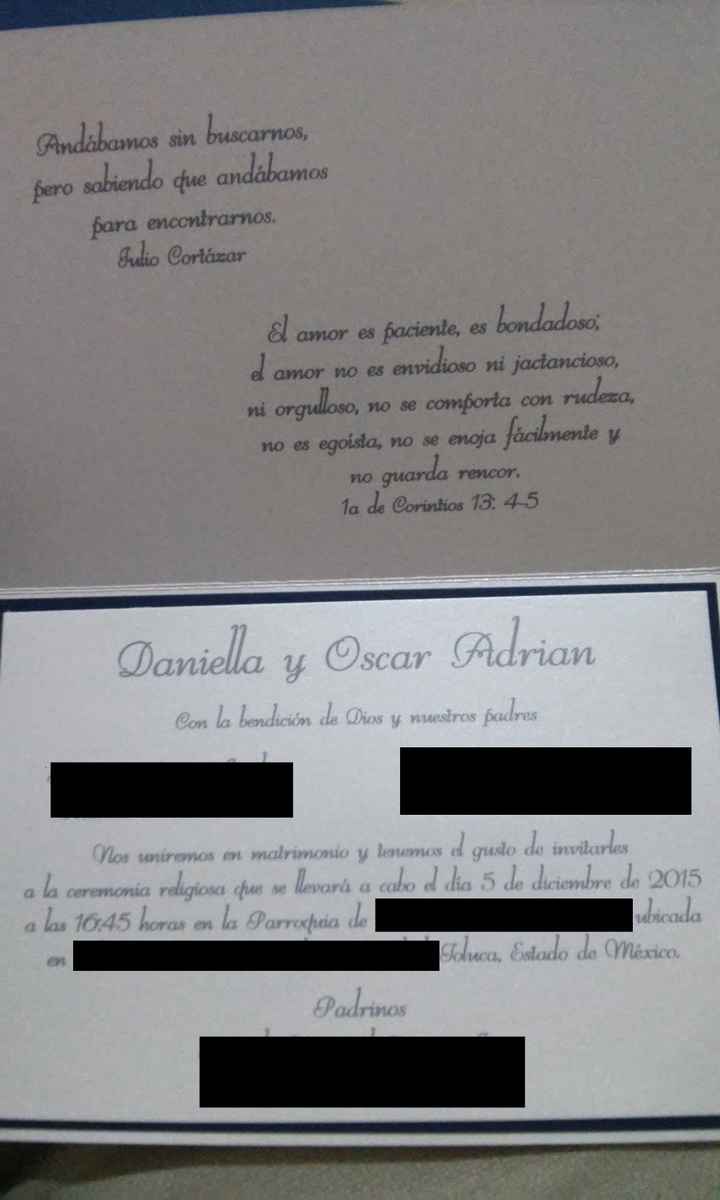 Andábamos sin buscarnos,
pero sabiendo que andábamos
para encontrarnos.
Julio Cortázar
El amor es paciente, es bondadoso;
el amor no es envidioso ni jactancioso,
ni orgulloso, no se comporta con rudeza,
no es egoísta, no se enoja fácilmente y
no guarda rencor.
1a de Corintios 13: 4-5
Daniella y Oscar Adrian
Con la bendición de Dios y nuestros padres
Nos uniremos en matrimonio y tenemos el gusto de invitarles
a la ceremonia religiosa que se llevará a cabo el día 5 de diciembre de 2015
a las 16:45 horas en la Parroquia de ubicada
en Toluca, Estado de México.
Padrinos